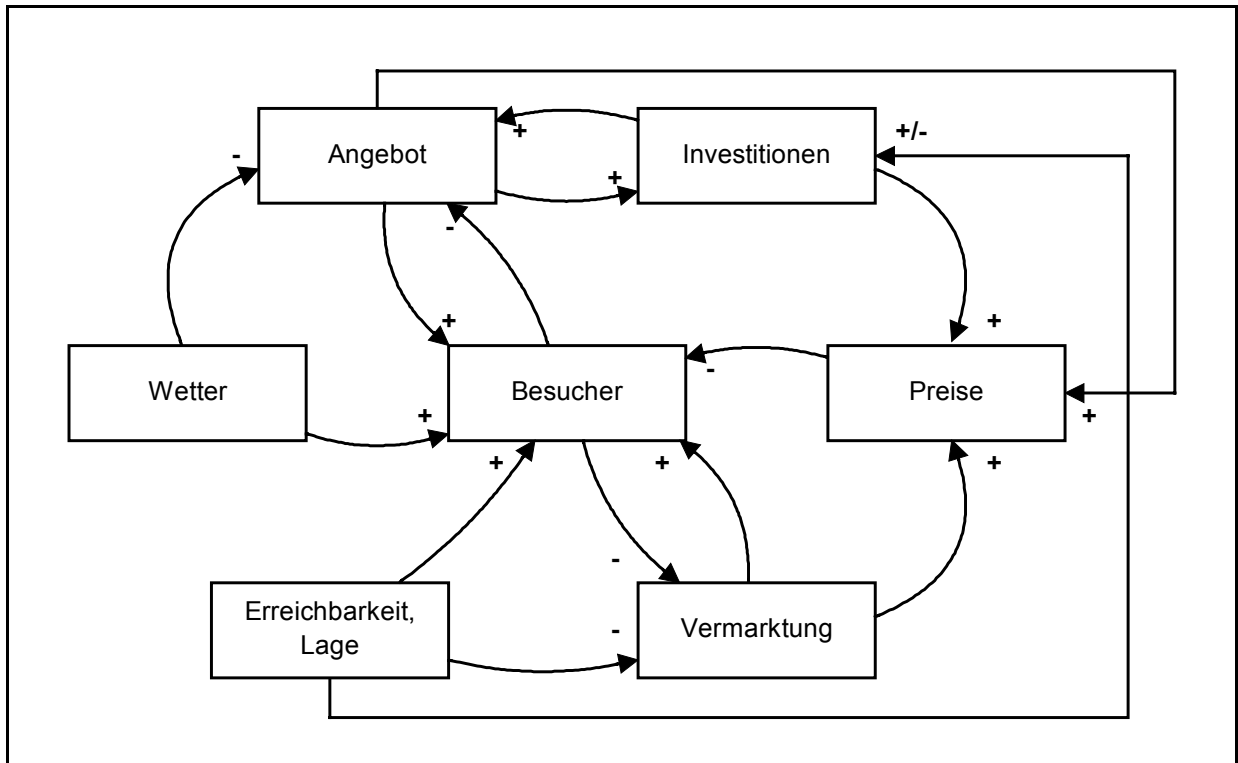 +/-
Angebot
+
Investitionen
-
+
-
+
+
Wetter
Besucher
-
Preise
+
+
+
+
+
-
Erreichbarkeit,
Lage
-
Vermarktung